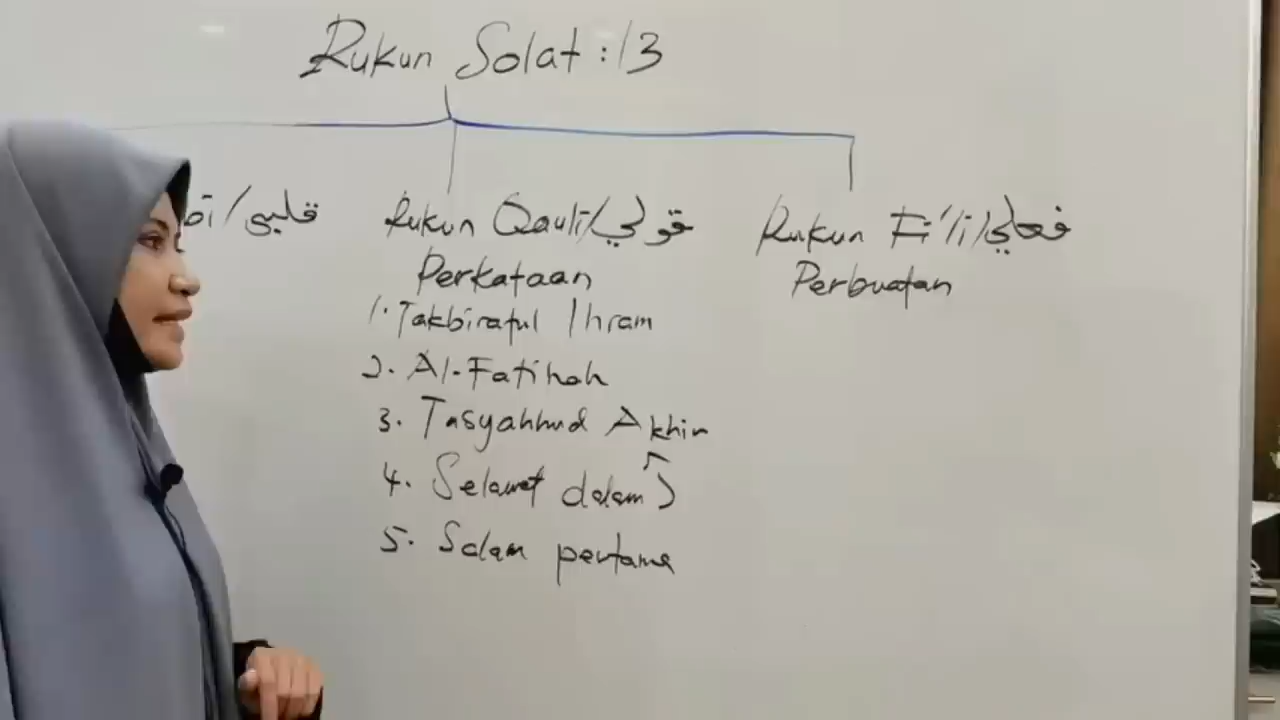 Rukun Solat : 13
bi / قلبي
Rukun Qauli / قولي
Perkataan
1. Takbiratul Ihram
2. Al-Fatihah
3. Tasyahhud Akhir
4. Selawat dalam
5. Salam pertama
Rukun Fi'li / فعلي
Perbuatan